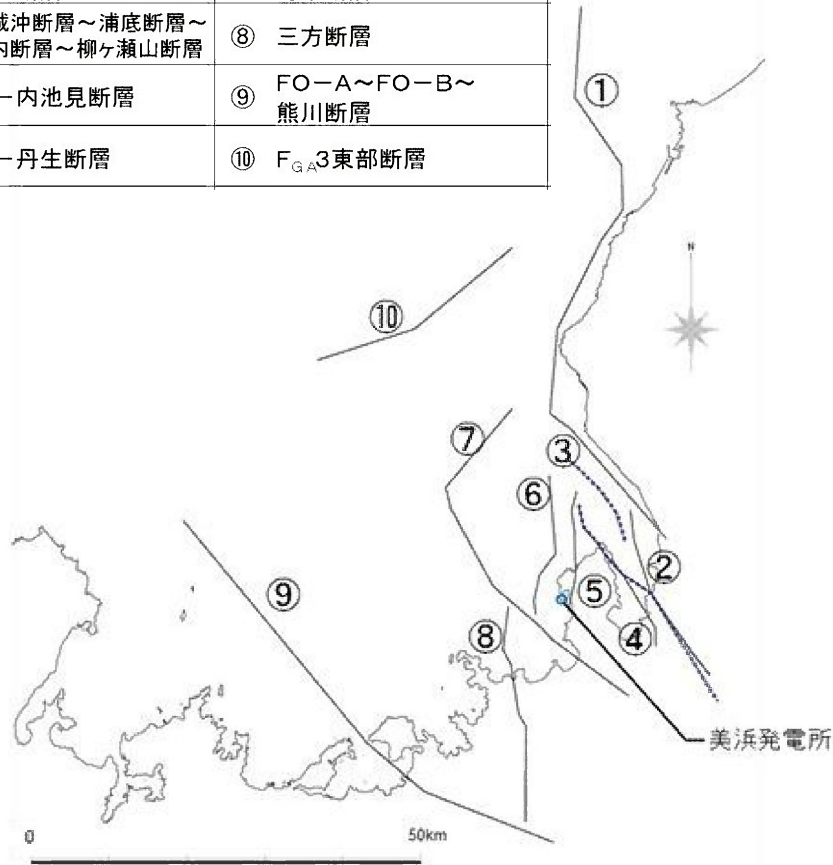 沖断層～浦底断層～
内断層～柳ヶ瀬山断層
⑧ 三方断層
ー内池見断層
⑨ FO－A～FO－B～
熊川断層
ー丹生断層
⑩ FGA3東部断層
①
N
⑩
⑦
③
⑥
②
⑨
⑤
⑧
④
美浜発電所
0
50km